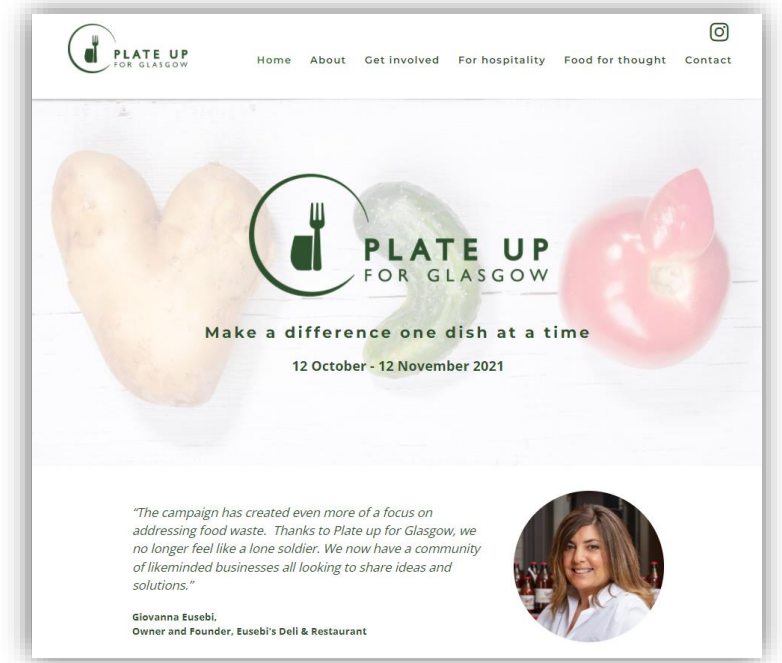 PLATE UP
FOR GLASGOW
Home About Get involved For hospitality Food for thought Contact
PLATE UP
FOR GLASGOW
Make a difference one dish at a time
12 October - 12 November 2021
“The campaign has created even more of a focus on
addressing food waste.  Thanks to Plate up for Glasgow, we
no longer feel like a lone soldier. We now have a community
of likeminded businesses all looking to share ideas and
solutions.”
Giovanna Eusebi,
Owner and Founder, Eusebi's Deli & Restaurant